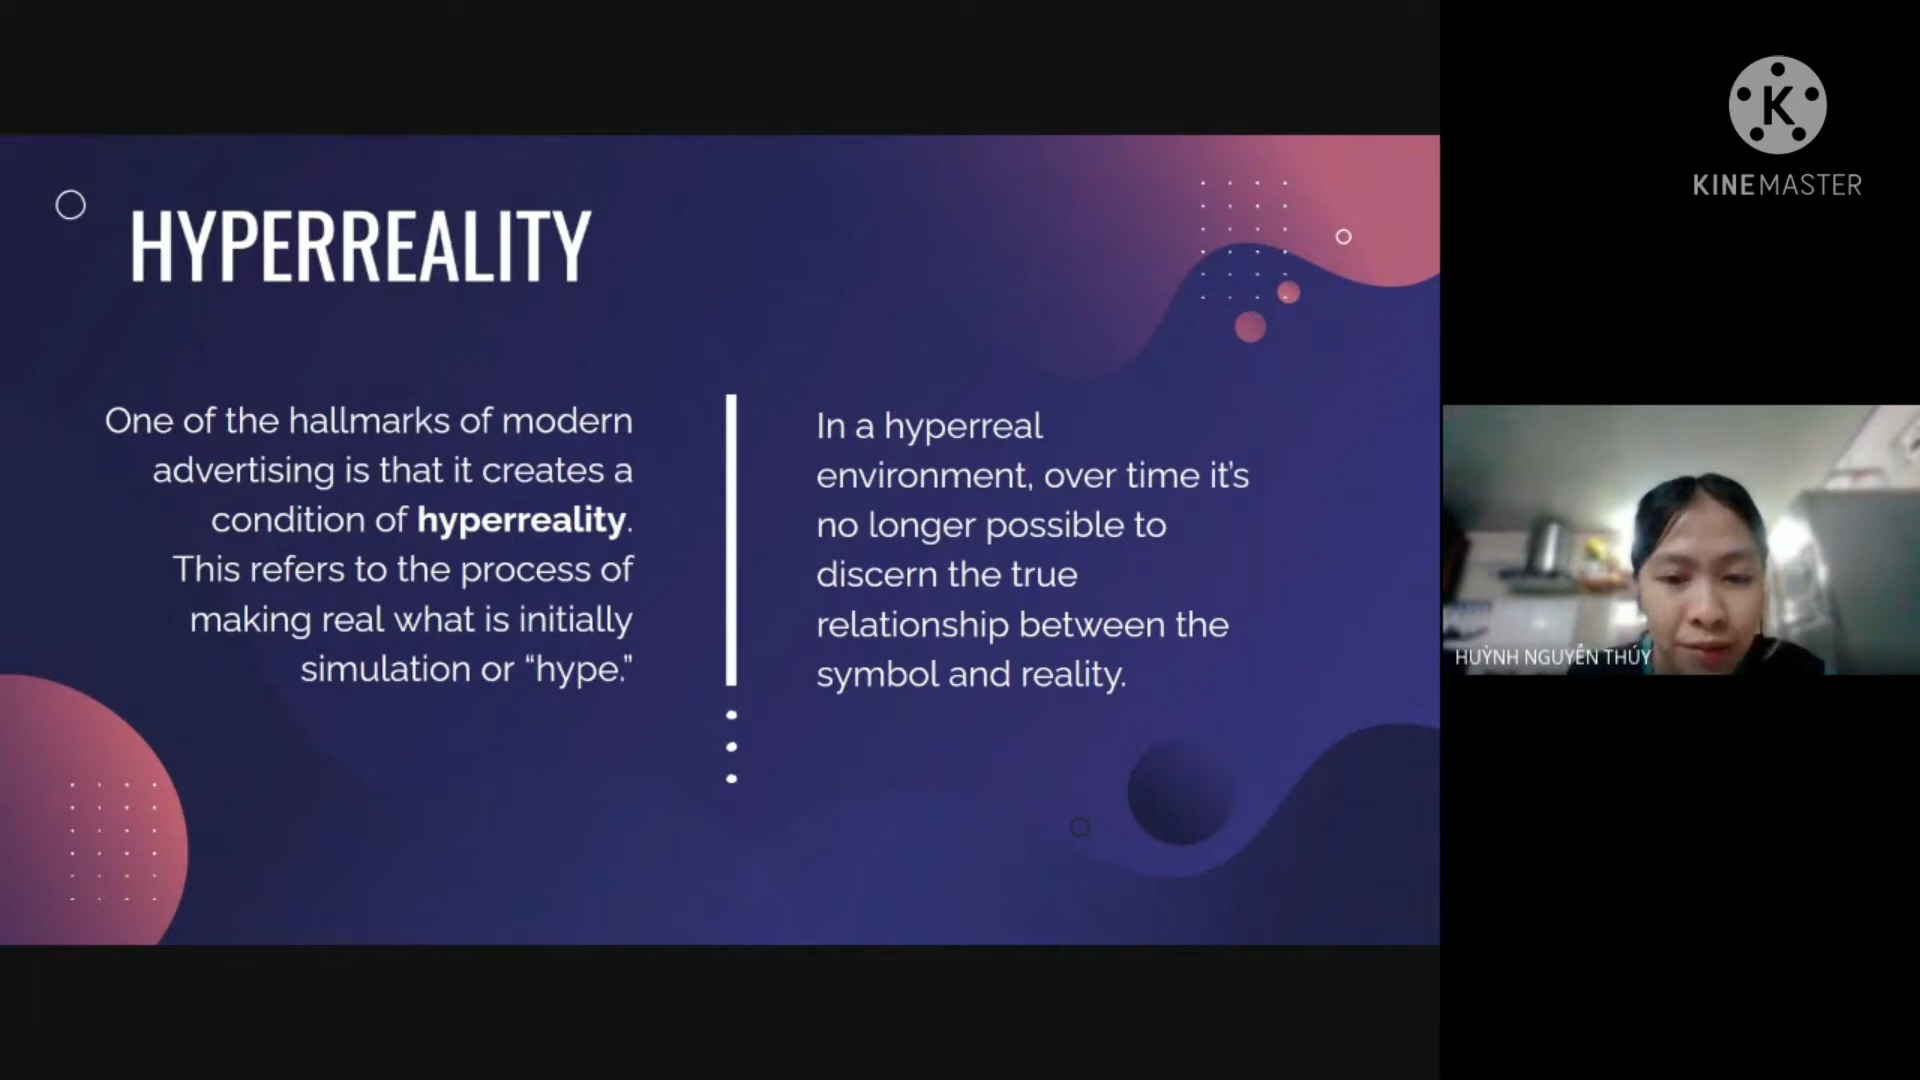 HYPERREALITY
One of the hallmarks of modern
advertising is that it creates a
condition of hyperreality.
This refers to the process of
making real what is initially
simulation or “hype.”
In a hyperreal
environment, over time it’s
no longer possible to
discern the true
relationship between the
symbol and reality.
K
KINEMASTER
HUỲNH NGUYỄN THÚY